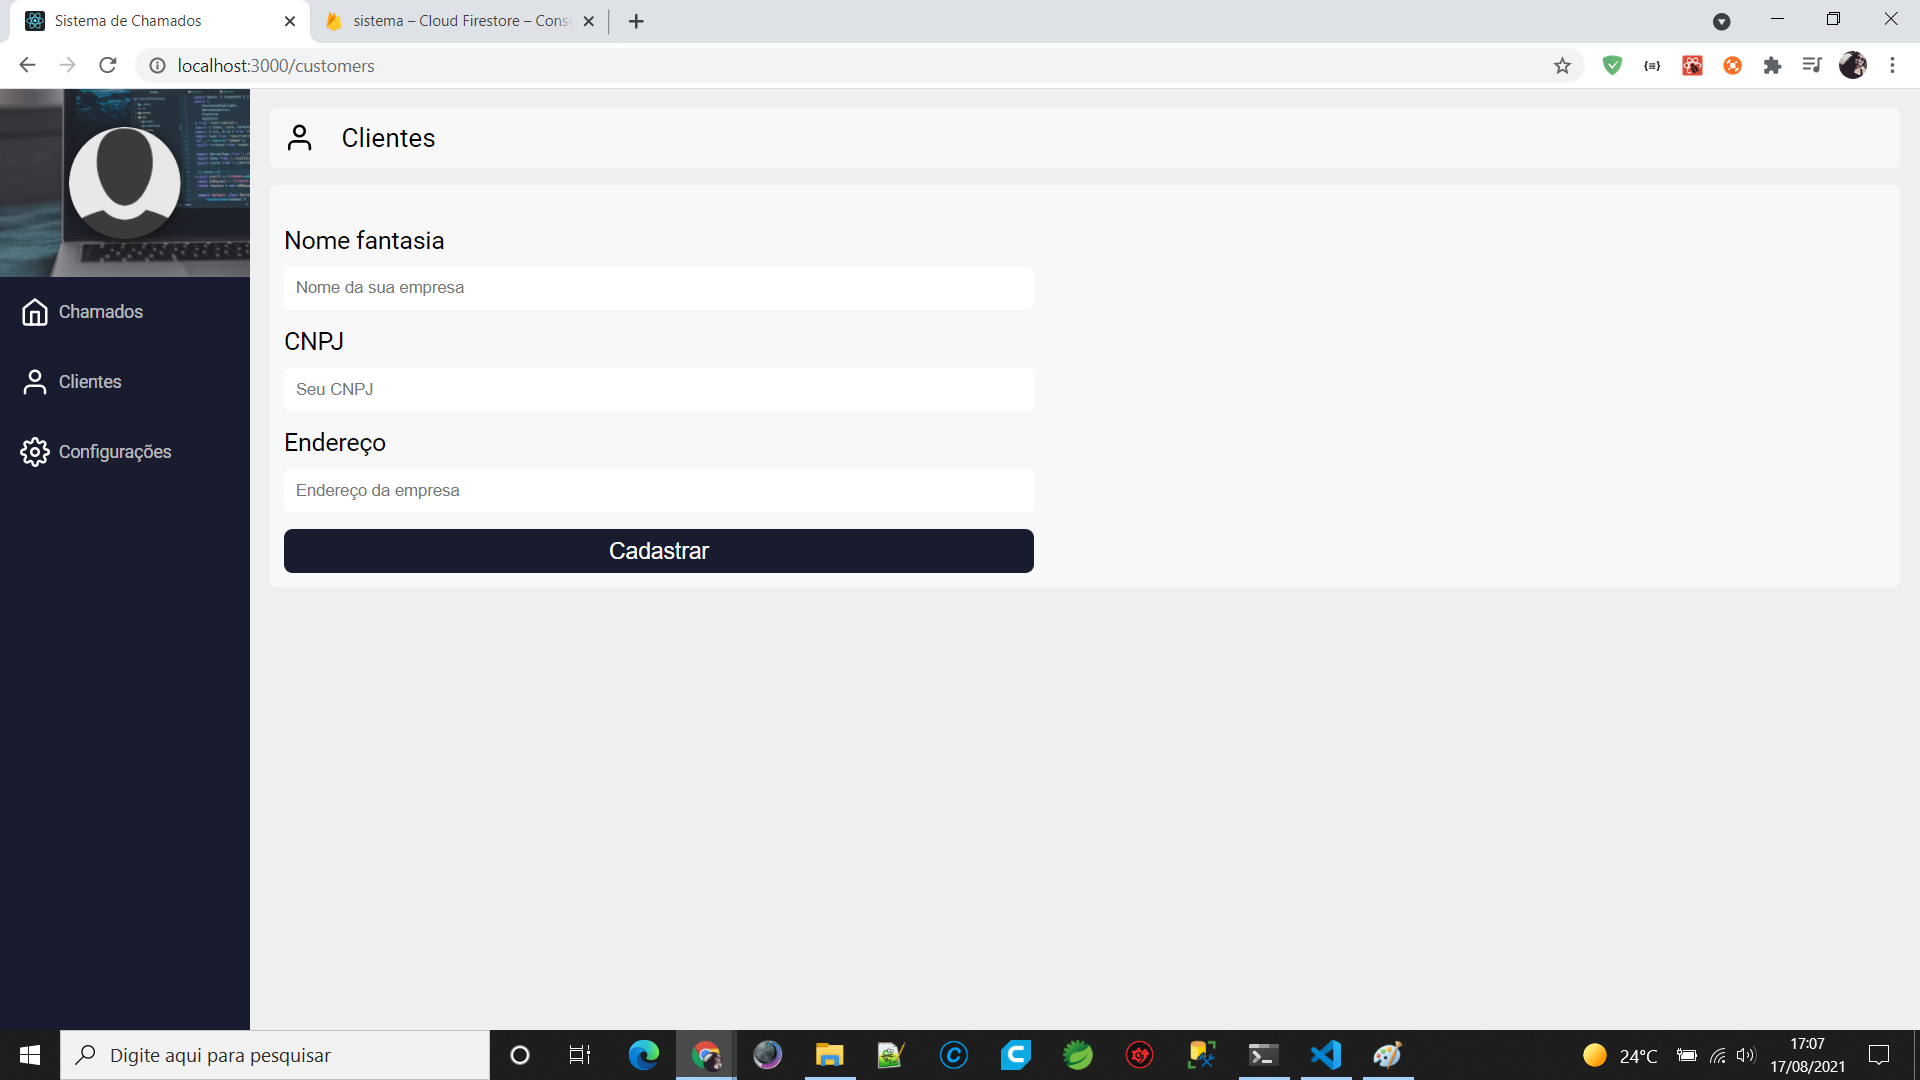 Sistema de Chamados
sistema – Cloud Firestore – Cons
localhost:3000/customers
Clientes
Nome fantasia
Nome da sua empresa
CNPJ
Seu CNPJ
Endereço
Endereço da empresa
Cadastrar
Chamados
Clientes
Configurações
Digite aqui para pesquisar
24°C
17:07
17/08/2021